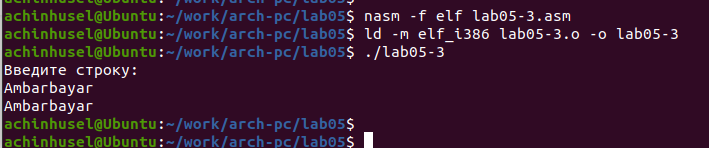 achinhusel@Ubuntu:~/work/arch-pc/lab05$ nasm -f elf lab05-3.asm
achinhusel@Ubuntu:~/work/arch-pc/lab05$ ld -m elf_i386 lab05-3.o -o lab05-3
achinhusel@Ubuntu:~/work/arch-pc/lab05$ ./lab05-3
Введите строку:
Ambarbayar
Ambarbayar
achinhusel@Ubuntu:~/work/arch-pc/lab05$
achinhusel@Ubuntu:~/work/arch-pc/lab05$